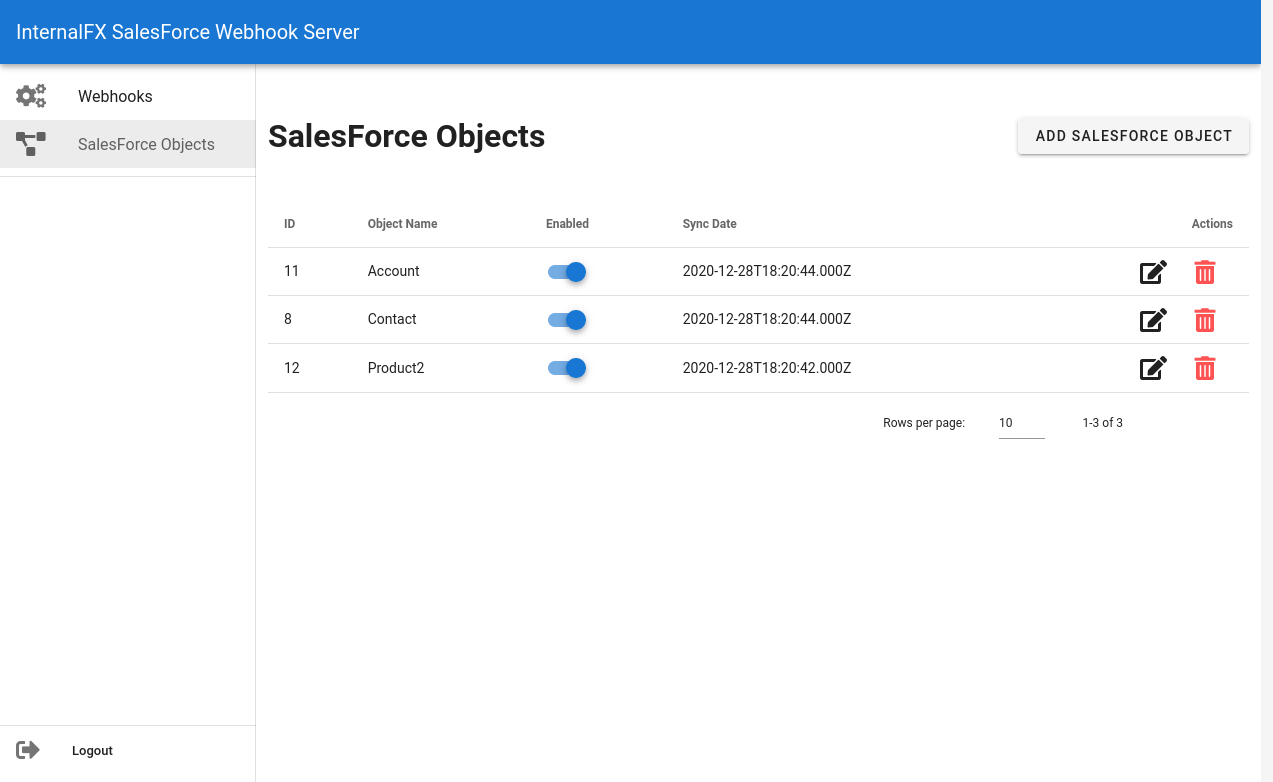 InternalFX SalesForce Webhook Server
Webhooks
SalesForce Objects
SalesForce Objects
ADD SALESFORCE OBJECT
ID Object Name Enabled Sync Date Actions
11 Account 2020-12-28T18:20:44.000Z
8 Contact 2020-12-28T18:20:44.000Z
12 Product2 2020-12-28T18:20:42.000Z
Rows per page: 10 1-3 of 3
Logout